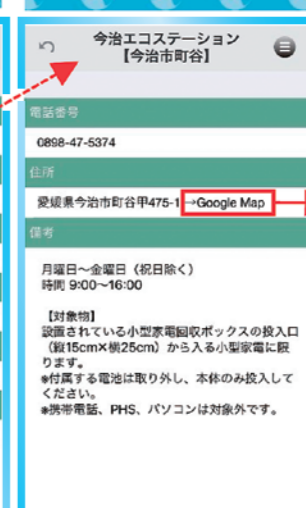 今治エコステーション
【今治市町谷】
電話番号
0898-47-5374
住所
愛媛県今治市町谷甲475-1→Google Map
備考
月曜日～金曜日（祝日除く）
時間 9:00～16:00
【対象物】
設置されている小型家電回収ボックスの投入口
（縦15cm×横25cm）から入る小型家電に限
ります。
※付属する電池は取り外し、本体のみ投入して
ください。
※携帯電話、PHS、パソコンは対象外です。